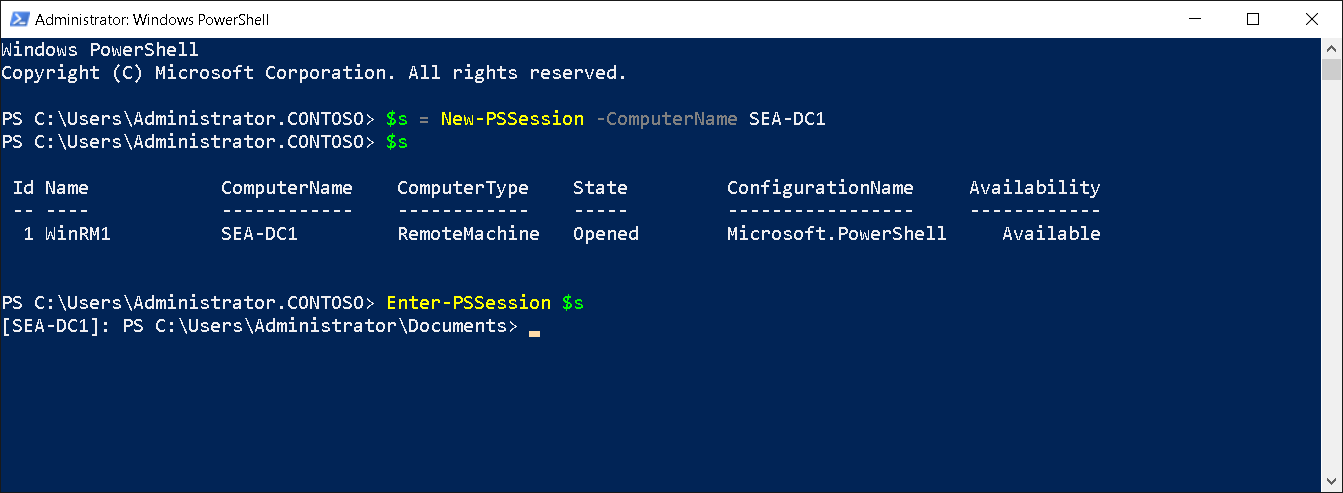 Administrator: Windows PowerShell
Windows PowerShell
Copyright (C) Microsoft Corporation. All rights reserved.
PS C:\Users\Administrator.CONTOSO> $s = New-PSSession -ComputerName SEA-DC1
PS C:\Users\Administrator.CONTOSO> $s
Id Name ComputerName ComputerType State ConfigurationName Availability
-- ---- ------------ ------------ ----- ----------------- ------------
1 WinRM1 SEA-DC1 RemoteMachine Opened Microsoft.PowerShell Available
PS C:\Users\Administrator.CONTOSO> Enter-PSSession $s
[SEA-DC1]: PS C:\Users\Administrator\Documents>